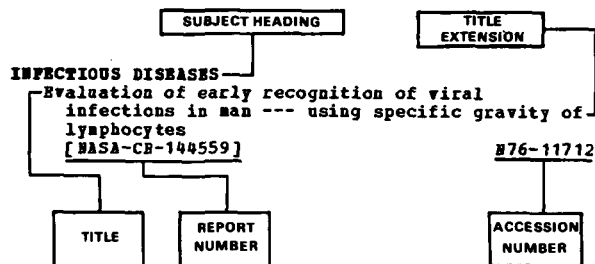 SUBJECT HEADING
TITLE
EXTENSION
INFECTIOUS DISEASES
Evaluation of early recognition of viral
infections in man --- using specific gravity of
lymphocytes
[NASA-CR-144559]
N76-11712
TITLE
REPORT
NUMBER
ACCESSION
NUMBER